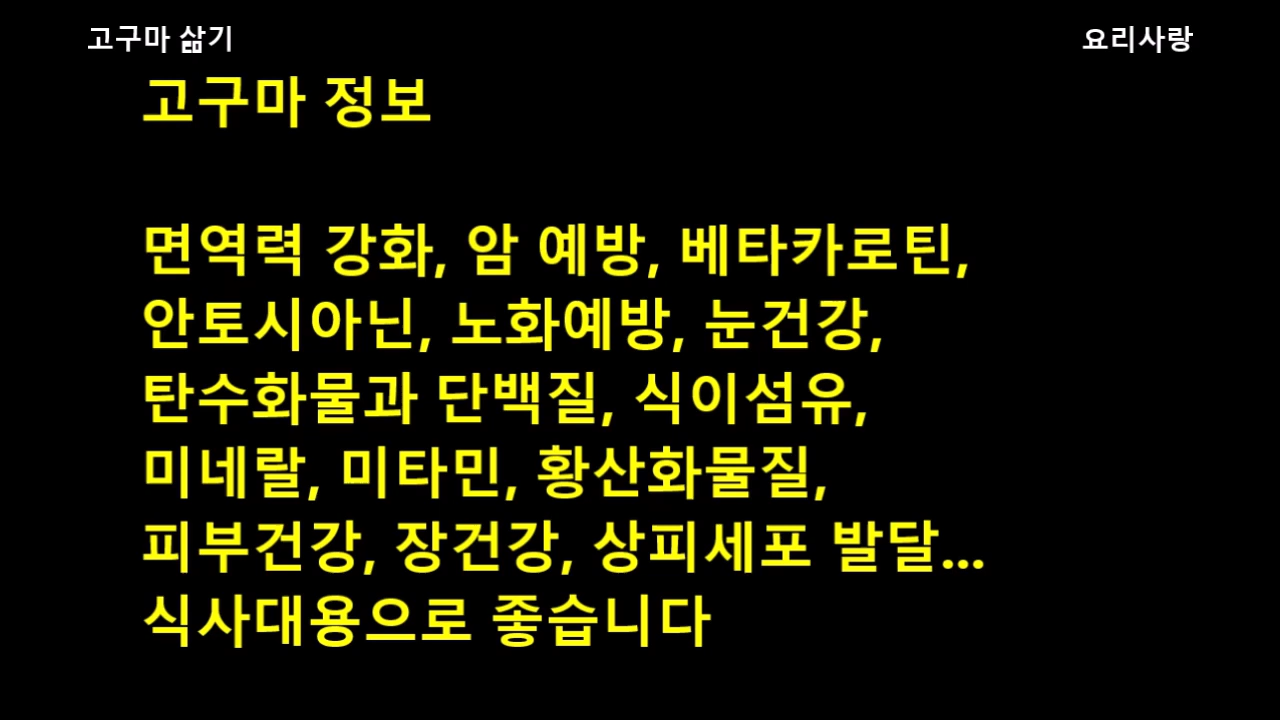 고구마 삶기
요리사랑
고구마 정보
면역력 강화, 암 예방, 베타카로틴,
안토시아닌, 노화예방, 눈건강,
탄수화물과 단백질, 식이섬유,
미네랄, 미타민, 황산화물질,
피부건강, 장건강, 상피세포 발달...
식사대용으로 좋습니다